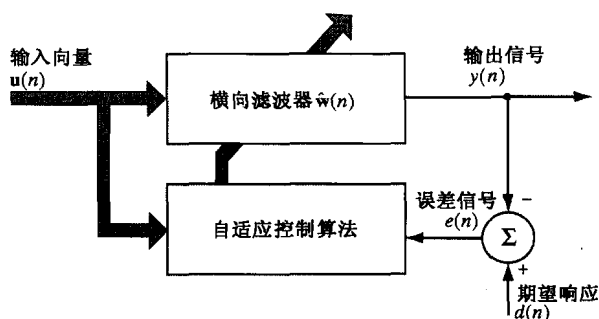 输入向量
u(n)
横向滤波器 ŵ(n)
输出信号
y(n)
自适应控制算法
误差信号
e(n)
−
Σ
+
期望响应
d(n)